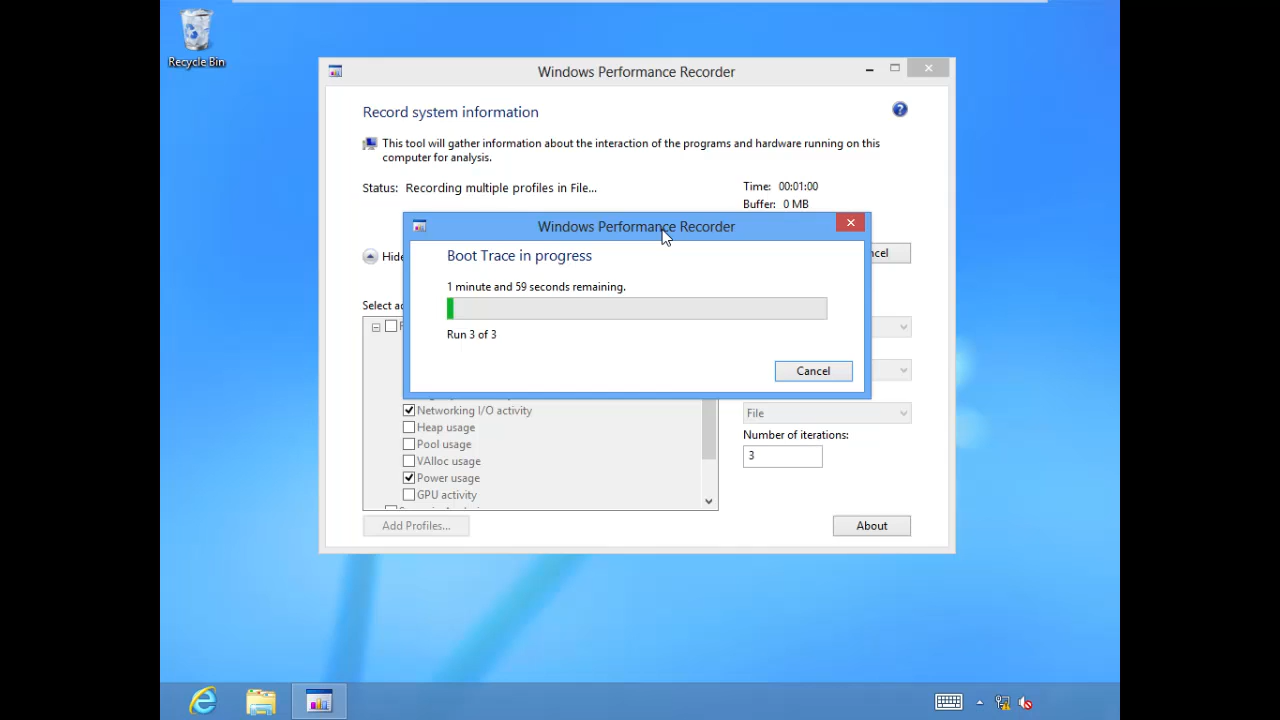 Recycle Bin
Windows Performance Recorder
Record system information
This tool will gather information about the interaction of the programs and hardware running on this
computer for analysis.
Status: Recording multiple profiles in File...
Time: 00:01:00
Buffer: 0 MB
Windows Performance Recorder
Boot Trace in progress
1 minute and 59 seconds remaining.
Run 3 of 3
Cancel
Hide
Select
Networking I/O activity
Heap usage
Pool usage
VAlloc usage
Power usage
GPU activity
File
Number of iterations:
3
Add Profiles...
About